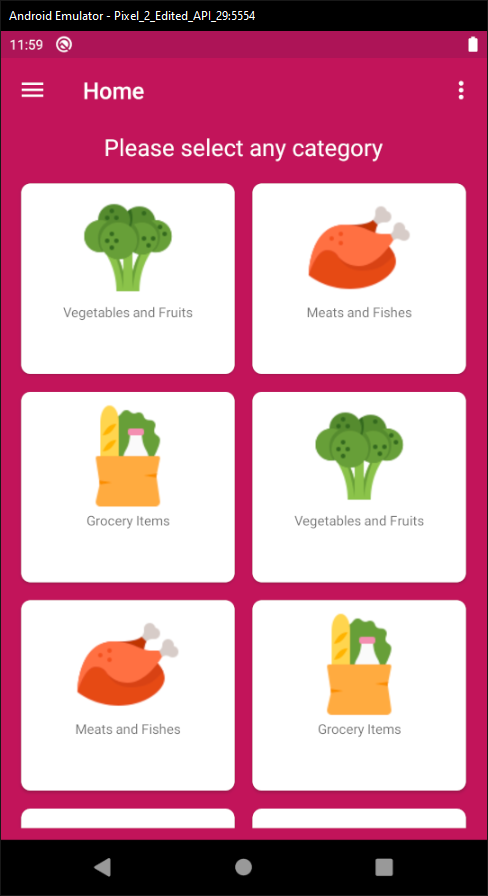 Android Emulator - Pixel_2_Edited_API_29:5554
11:59
Home
Please select any category
Vegetables and Fruits
Meats and Fishes
Grocery Items
Vegetables and Fruits
Meats and Fishes
Grocery Items